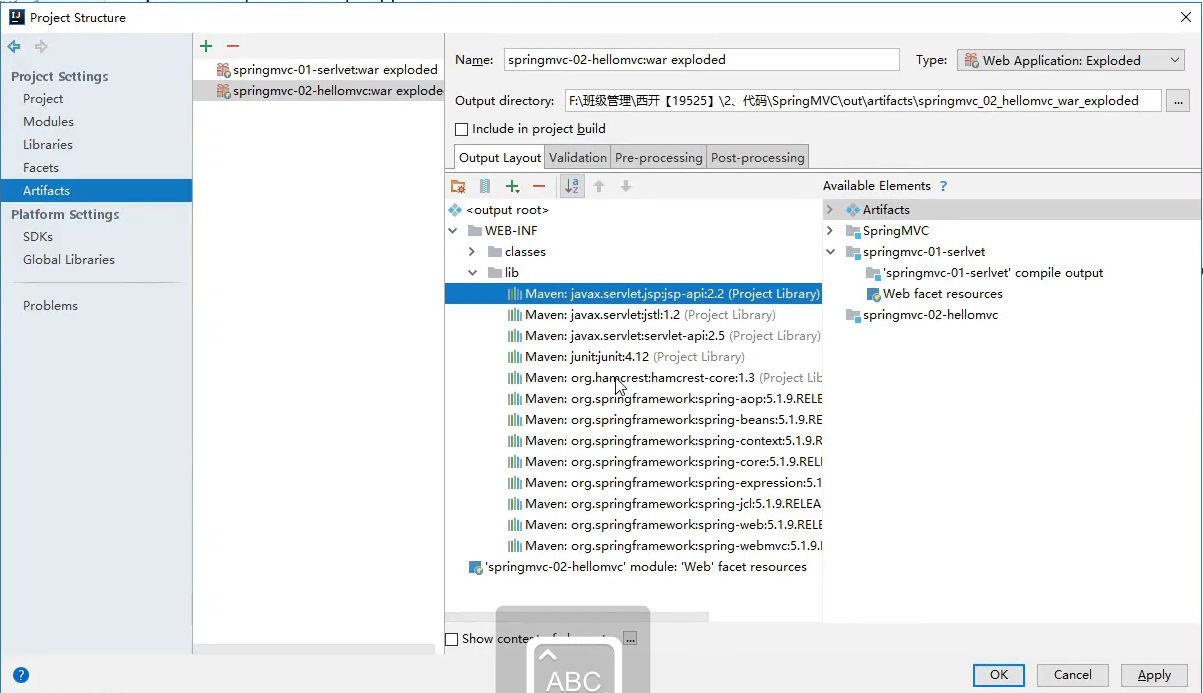 Project Structure
Project Settings
Project
Modules
Libraries
Facets
Artifacts
Platform Settings
SDKs
Global Libraries
Problems
springmvc-01-serlvet:war exploded
springmvc-02-hellomvc:war explode
Name: springmvc-02-hellomvc:war exploded Type: Web Application: Exploded
Output directory: F:\班级管理\西开【19525】\2、代码\SpringMVC\out\artifacts\springmvc_02_hellomvc_war_exploded ...
Include in project build
Output Layout Validation Pre-processing Post-processing
<output root>
WEB-INF
classes
lib
Maven: javax.servlet.jsp:jsp-api:2.2 (Project Library)
Maven: javax.servlet:jstl:1.2 (Project Library)
Maven: javax.servlet:servlet-api:2.5 (Project Library)
Maven: junit:junit:4.12 (Project Library)
Maven: org.hamcrest:hamcrest-core:1.3 (Project Lib
Maven: org.springframework:spring-aop:5.1.9.RELE
Maven: org.springframework:spring-beans:5.1.9.RE
Maven: org.springframework:spring-context:5.1.9.R
Maven: org.springframework:spring-core:5.1.9.REL
Maven: org.springframework:spring-expression:5.1
Maven: org.springframework:spring-jcl:5.1.9.RELEA
Maven: org.springframework:spring-web:5.1.9.RELE
Maven: org.springframework:spring-webmvc:5.1.9.
'springmvc-02-hellomvc' module: 'Web' facet resources
Available Elements ?
Artifacts
SpringMVC
springmvc-01-serlvet
'springmvc-01-serlvet' compile output
Web facet resources
springmvc-02-hellomvc
Show ...
ABC
? OK Cancel Apply